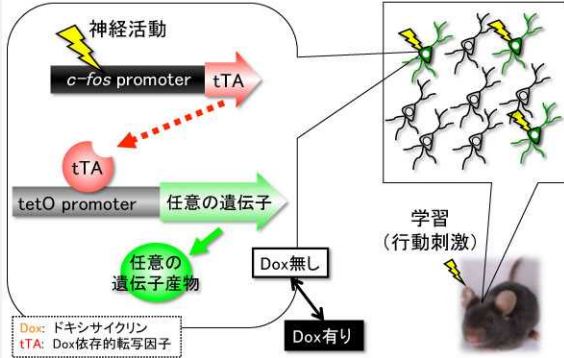 神経活動
c-fos promoter
tTA
tTA
tetO promoter
任意の遺伝子
任意の
遺伝子産物
Dox無し
Dox有り
学習
(行動刺激)
Dox: ドキシサイクリン
tTA: Dox依存的転写因子